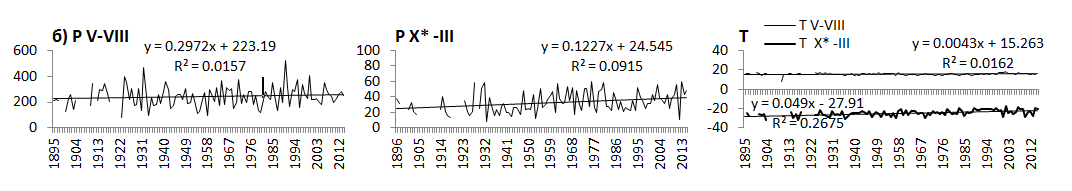 б) P V-VIII
y = 0.2972x + 223.19
R² = 0.0157
600
400
200
0
1895 1904 1913 1922 1931 1940 1949 1958 1967 1976 1985 1994 2003 2012
P X* -III
y = 0.1227x + 24.545
R² = 0.0915
100
80
60
40
20
0
1896 1905 1914 1923 1932 1941 1950 1959 1968 1977 1986 1995 2004 2013
T
T V-VIII
T X* -III
y = 0.0043x + 15.263
R² = 0.0162
40
20
0
-20
-40
y = 0.049x - 27.91
R² = 0.2675
1895 1904 1913 1922 1931 1940 1949 1958 1967 1976 1985 1994 2003 2012